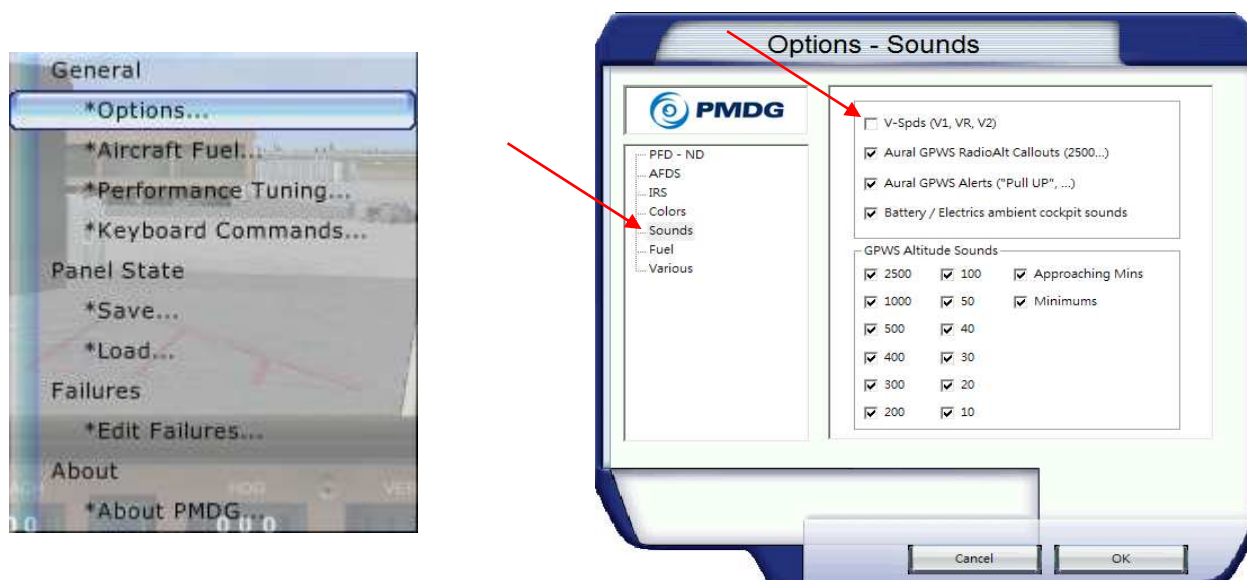 General
*Options...
*Aircraft Fuel...
*Performance Tuning...
*Keyboard Commands...
Panel State
*Save...
*Load...
Failures
*Edit Failures...
About
*About PMDG...
Options - Sounds
PMDG
PFD - ND
AFDS
IRS
Colors
Sounds
Fuel
Various
V-Spds (V1, VR, V2)
Aural GPWS RadioAlt Callouts (2500...)
Aural GPWS Alerts ("Pull UP", ...)
Battery / Electrics ambient cockpit sounds
GPWS Altitude Sounds
2500 100 Approaching Mins
1000 50 Minimums
500 40
400 30
300 20
200 10
Cancel OK